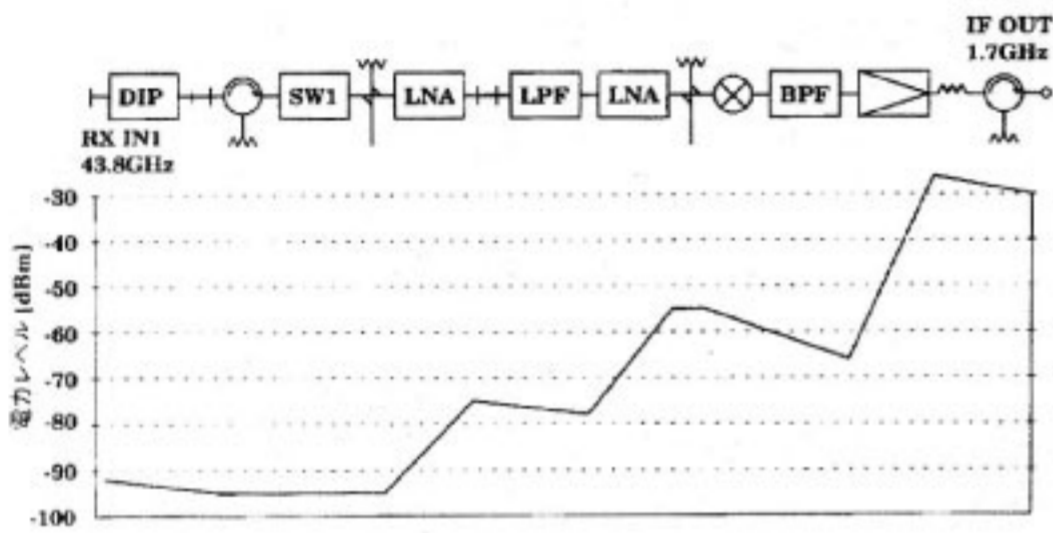 IF OUT
1.7GHz
DIP
SW1
LNA
LPF
LNA
BPF
RX IN1
43.8GHz
電力レベル [dBm]
-30
-40
-50
-60
-70
-80
-90
-100